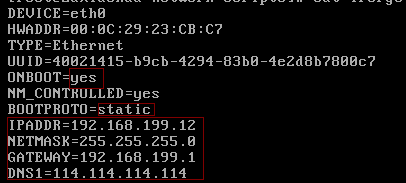 DEVICE=eth0
HWADDR=00:0C:29:23:CB:C7
TYPE=Ethernet
UUID=40021415-b9cb-4294-83b0-4e2d8b7800c7
ONBOOT=yes
NM_CONTROLLED=yes
BOOTPROTO=static
IPADDR=192.168.199.12
NETMASK=255.255.255.0
GATEWAY=192.168.199.1
DNS1=114.114.114.114